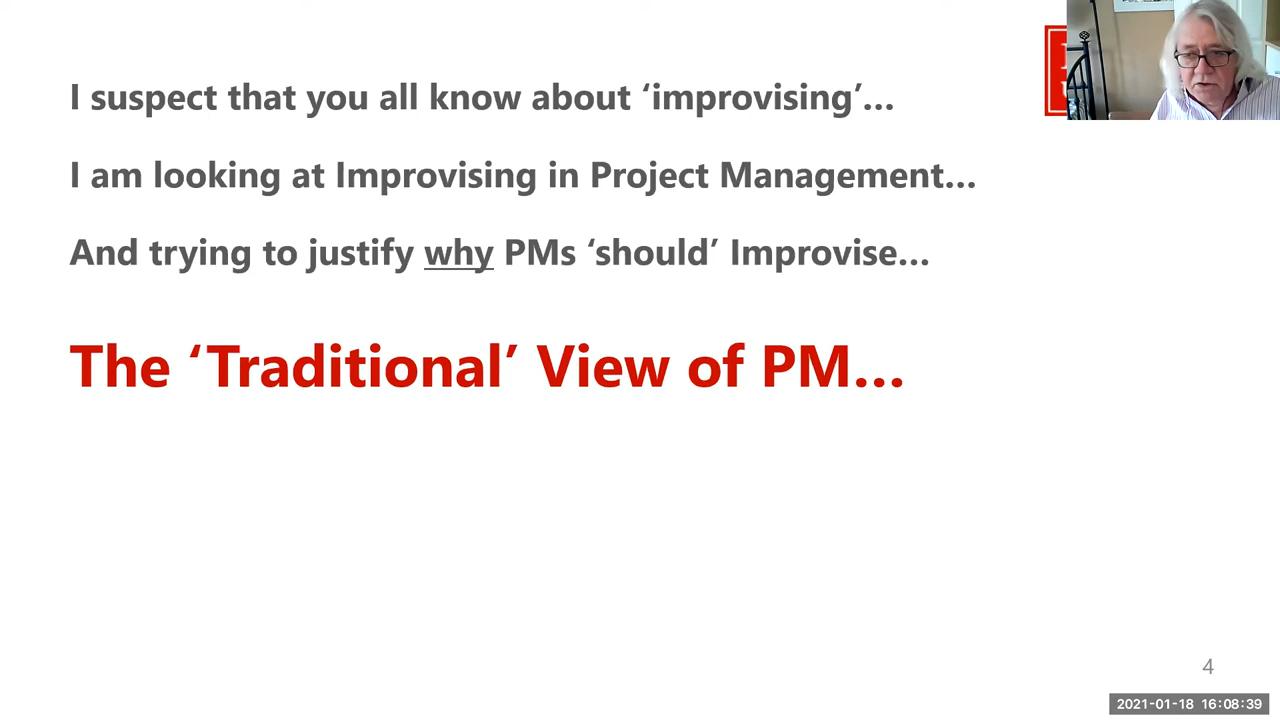 I suspect that you all know about ‘improvising’...
I am looking at Improvising in Project Management...
And trying to justify why PMs ‘should’ Improvise...
The ‘Traditional’ View of PM...
4
2021-01-18 16:08:39